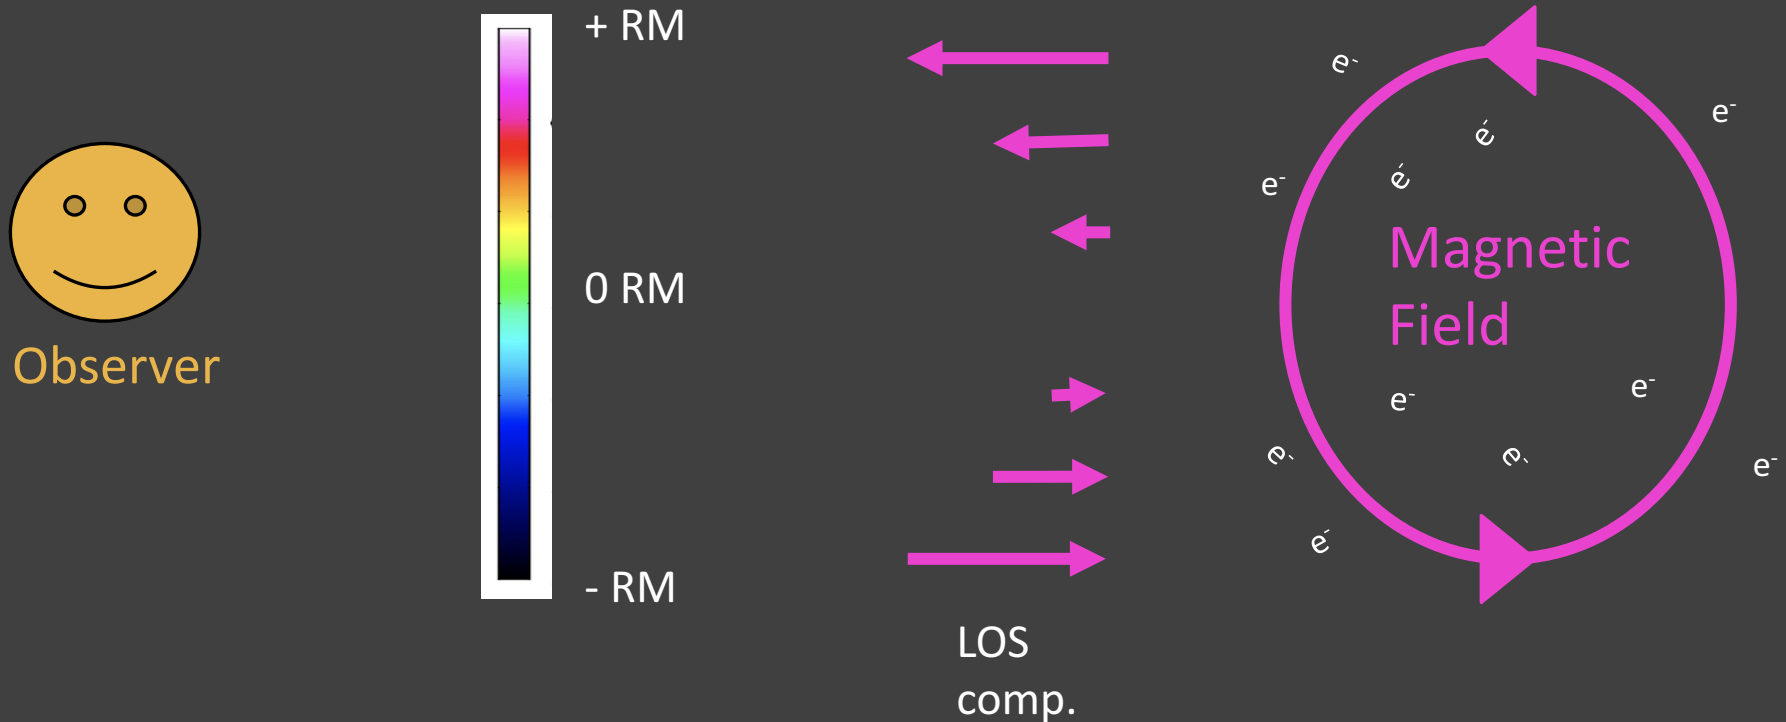 + RM
0 RM
- RM
Observer
LOS
comp.
Magnetic
Field
e-
e-
e-
e-
e-
e-
e-
e-
e-
e-
e-